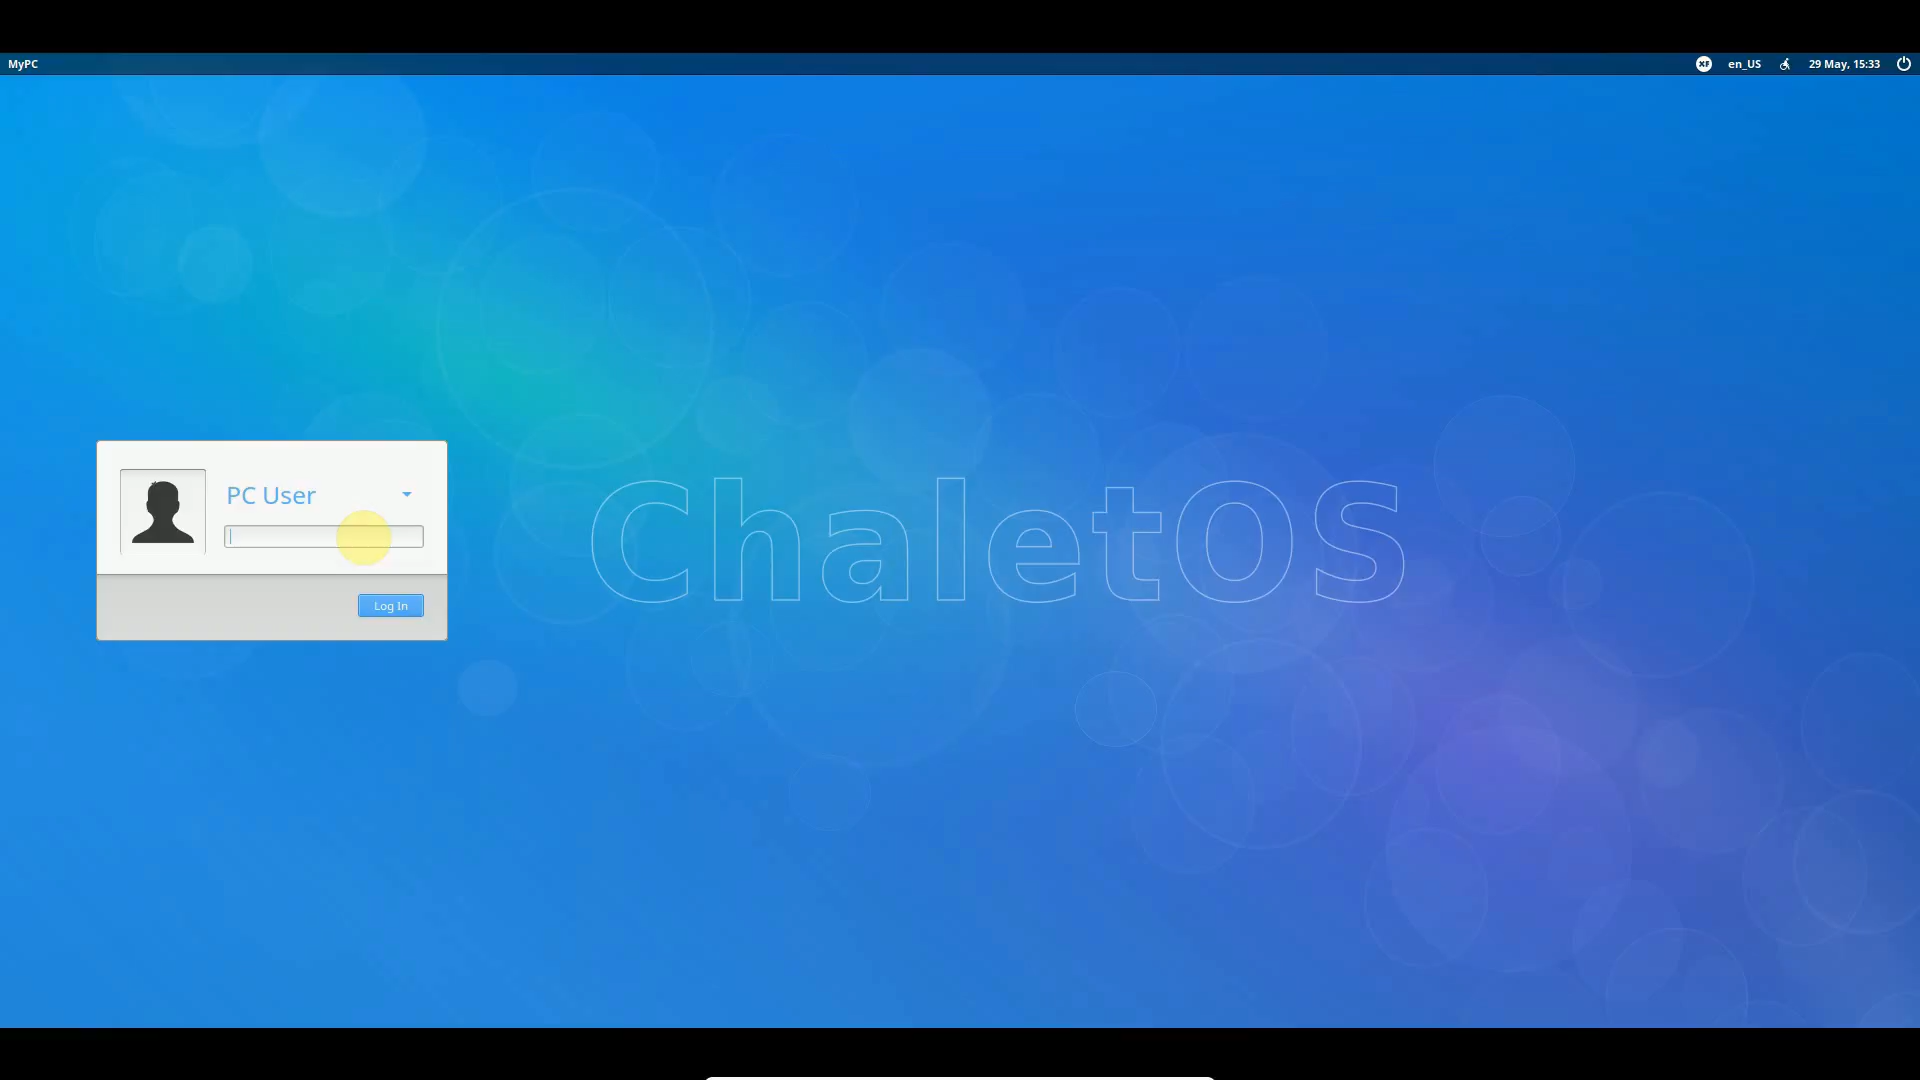 MyPC
en_US
29 May, 15:33
PC User
ChaletOS
Log In